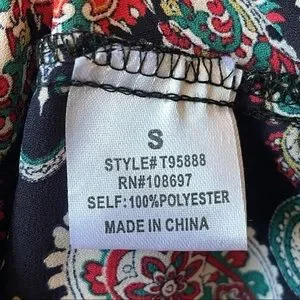 S
STYLE# T95888
RN#108697
SELF: 100%POLYESTER
MADE IN CHINA